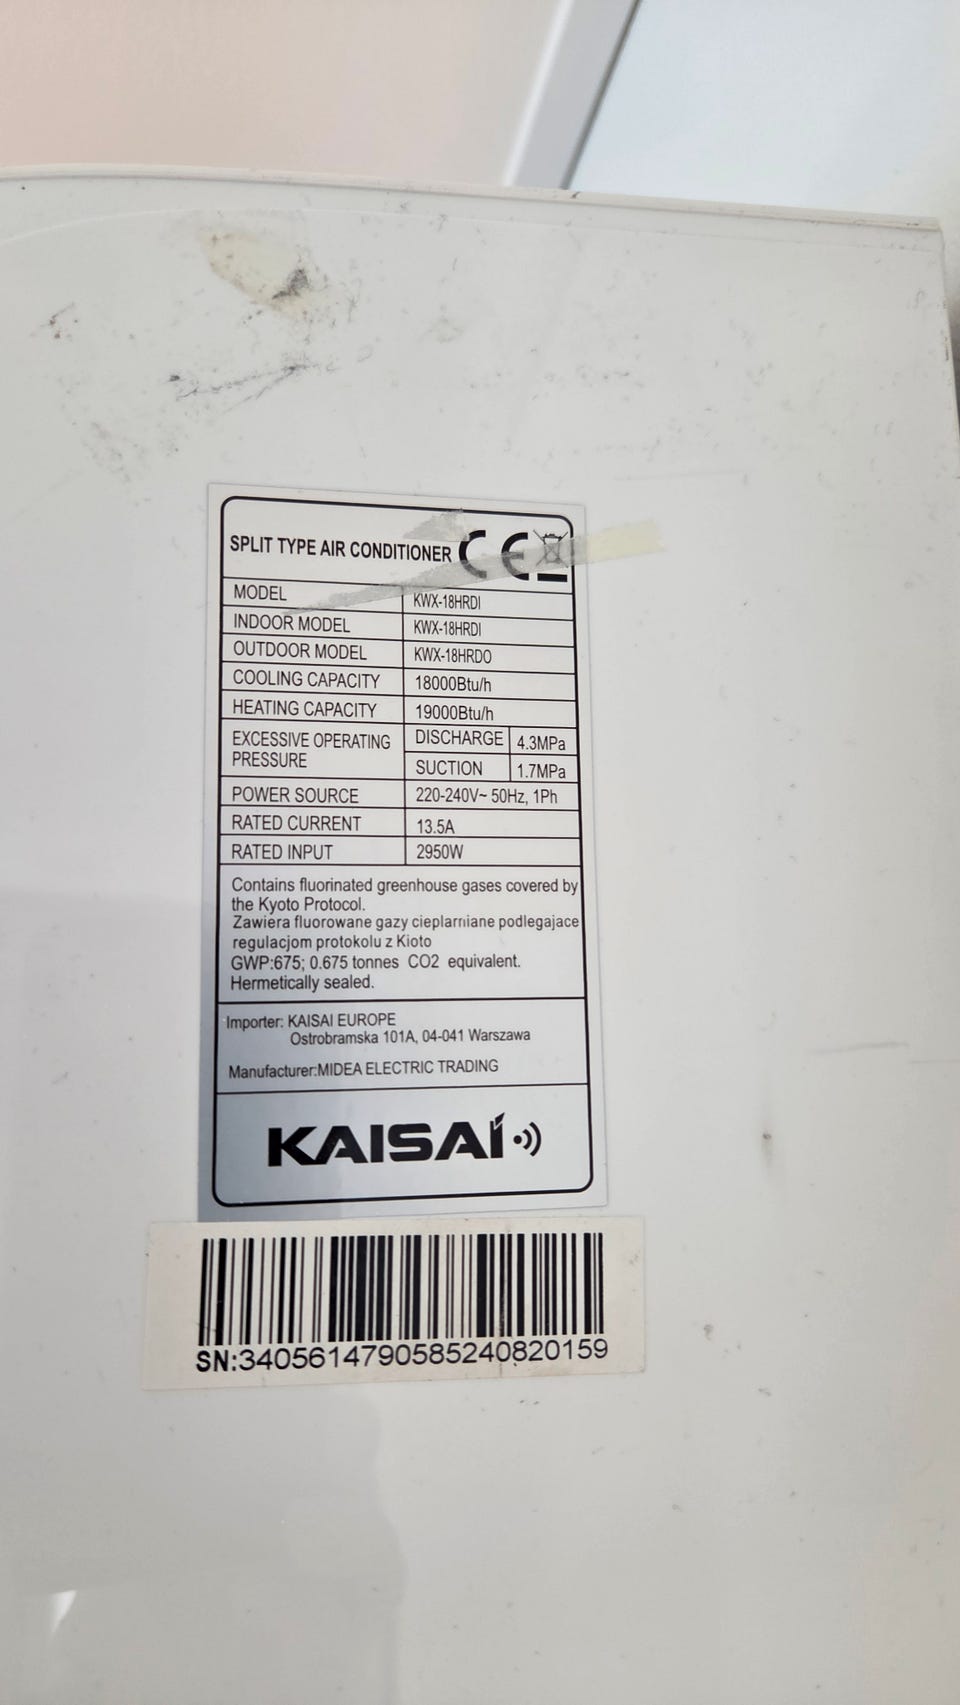 SPLIT TYPE AIR CONDITIONER CE
MODEL KWX-18HRDI
INDOOR MODEL KWX-18HRDI
OUTDOOR MODEL KWX-18HRDO
COOLING CAPACITY 18000Btu/h
HEATING CAPACITY 19000Btu/h
EXCESSIVE OPERATING PRESSURE DISCHARGE 4.3MPa
SUCTION 1.7MPa
POWER SOURCE 220-240V~ 50Hz, 1Ph
RATED CURRENT 13.5A
RATED INPUT 2950W
Contains fluorinated greenhouse gases covered by
the Kyoto Protocol.
Zawiera fluorowane gazy cieplarniane podlegajace
regulacjom protokolu z Kioto
GWP:675; 0.675 tonnes CO2 equivalent.
Hermetically sealed.
Importer: KAISAI EUROPE
Ostrobramska 101A, 04-041 Warszawa
Manufacturer:MIDEA ELECTRIC TRADING
KAISAI
SN:3405614790585240820159